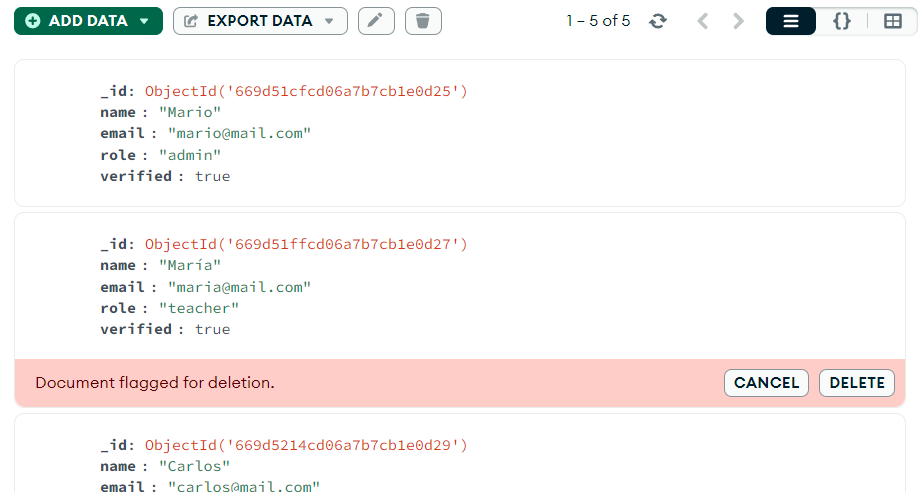 ADD DATA
EXPORT DATA
1 – 5 of 5
{}
_id: ObjectId('669d51cfcd06a7b7cb1e0d25')
name : "Mario"
email : "mario@mail.com"
role : "admin"
verified : true
_id: ObjectId('669d51ffcd06a7b7cb1e0d27')
name : "María"
email : "maria@mail.com"
role : "teacher"
verified : true
Document flagged for deletion.
CANCEL
DELETE
_id: ObjectId('669d5214cd06a7b7cb1e0d29')
name : "Carlos"
email : "carlos@mail.com"